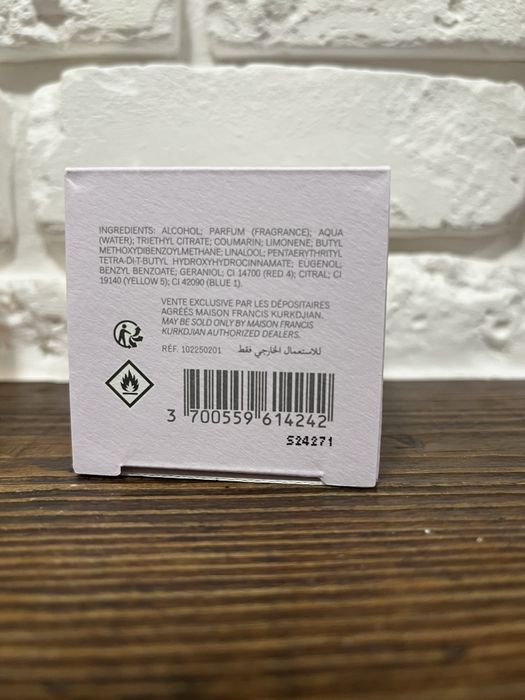 INGREDIENTS: ALCOHOL; PARFUM (FRAGRANCE); AQUA
(WATER); TRIETHYL CITRATE; COUMARIN; LIMONENE; BUTYL
METHOXYDIBENZOYLMETHANE; LINALOOL; PENTAERYTHRITYL
TETRA-DI-T-BUTYL HYDROXYHYDROCINNAMATE; EUGENOL;
BENZYL BENZOATE; GERANIOL; CI 14700 (RED 4); CITRAL; CI
19140 (YELLOW 5); CI 42090 (BLUE 1).
VENTE EXCLUSIVE PAR LES DÉPOSITAIRES
AGRÉÉS MAISON FRANCIS KURKDJIAN.
MAY BE SOLD ONLY BY MAISON FRANCIS
KURKDJIAN AUTHORIZED DEALERS.
RÉF. 102250201 للاستعمال الخارجي فقط
3 700559 614242
S24271